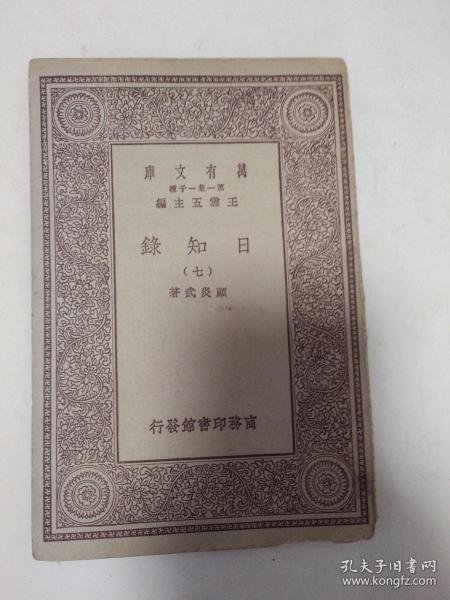 萬有文庫
第一集一千種
王雲五主編
日知錄
（七）
顧炎武著
商務印書館發行
孔夫子旧书网
www.kongfz.com